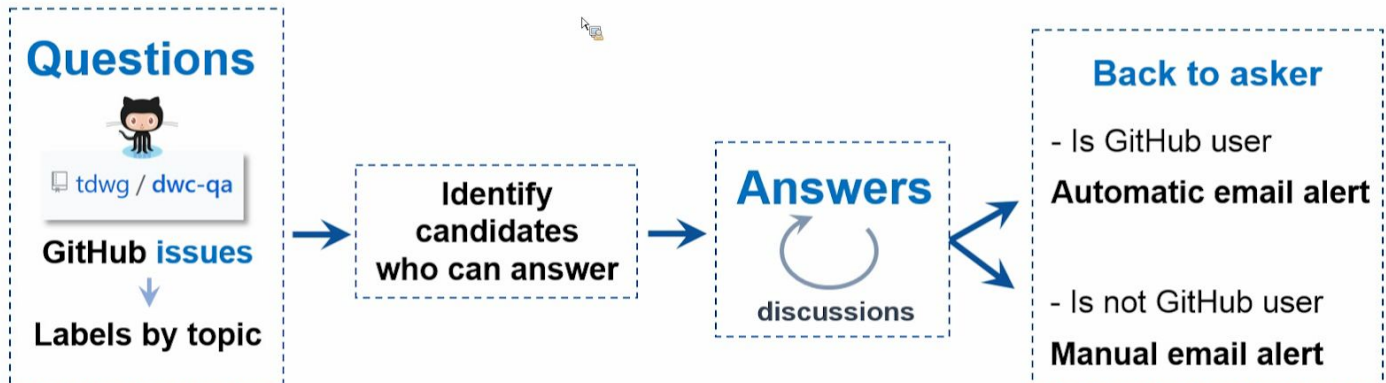 Questions
tdwg / dwc-qa
GitHub issues
Labels by topic
Identify
candidates
who can answer
Answers
discussions
Back to asker
- Is GitHub user
Automatic email alert
- Is not GitHub user
Manual email alert